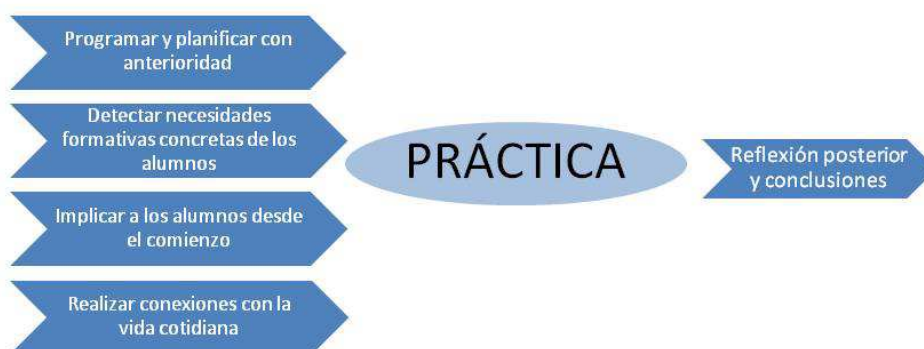 Programar y planificar con
anterioridad
Detectar necesidades
formativas concretas de los
alumnos
Implicar a los alumnos desde
el comienzo
Realizar conexiones con la
vida cotidiana
PRÁCTICA
Reflexión posterior
y conclusiones